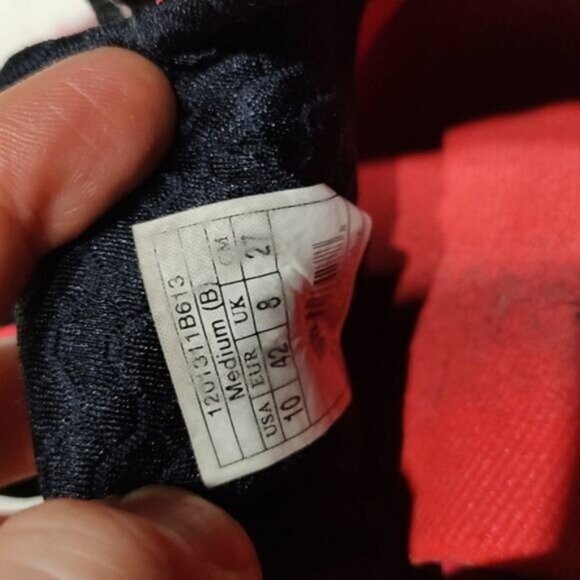 1201311B613
Medium (B)
USA EUR UK CM
10 42 8 27